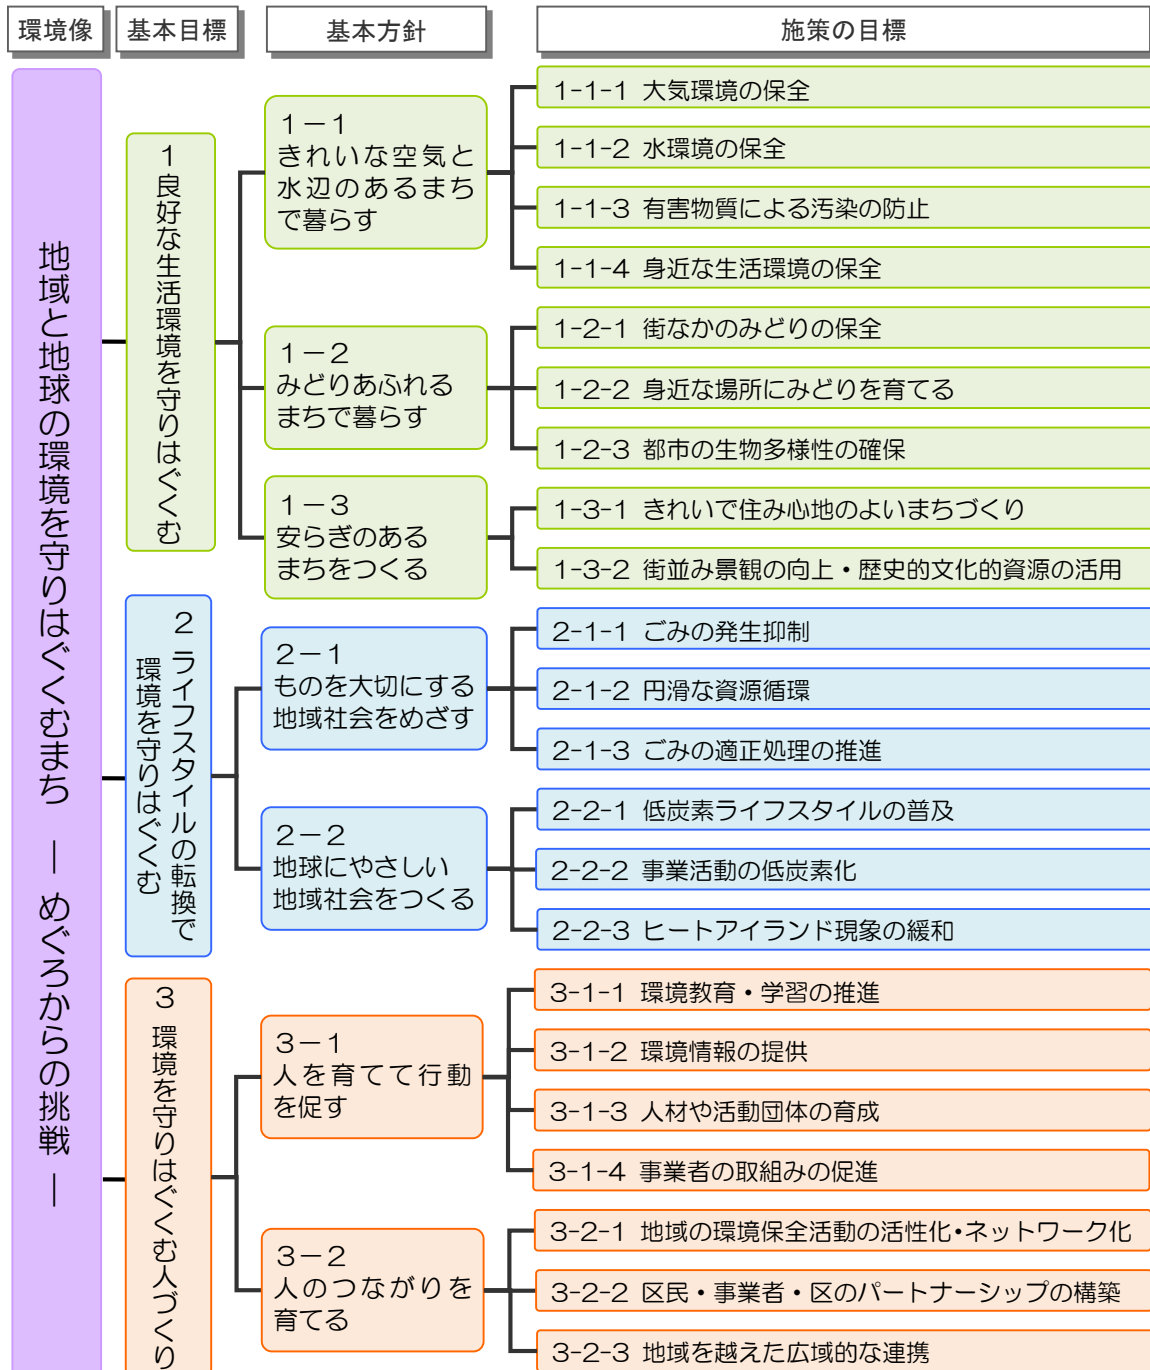 環境像
基本目標
基本方針
施策の目標
地域と地球の環境を守りはぐくむまち ― めぐろからの挑戦 ―
1 良好な生活環境を守りはぐくむ
1－1
きれいな空気と
水辺のあるまち
で暮らす
1-1-1 大気環境の保全
1-1-2 水環境の保全
1-1-3 有害物質による汚染の防止
1-1-4 身近な生活環境の保全
1－2
みどりあふれる
まちで暮らす
1-2-1 街なかのみどりの保全
1-2-2 身近な場所にみどりを育てる
1-2-3 都市の生物多様性の確保
1－3
安らぎのある
まちをつくる
1-3-1 きれいで住み心地のよいまちづくり
1-3-2 街並み景観の向上・歴史的文化的資源の活用
2 ライフスタイルの転換で
環境を守りはぐくむ
2－1
ものを大切にする
地域社会をめざす
2-1-1 ごみの発生抑制
2-1-2 円滑な資源循環
2-1-3 ごみの適正処理の推進
2－2
地球にやさしい
地域社会をつくる
2-2-1 低炭素ライフスタイルの普及
2-2-2 事業活動の低炭素化
2-2-3 ヒートアイランド現象の緩和
3 環境を守りはぐくむ人づくり
3－1
人を育てて行動
を促す
3-1-1 環境教育・学習の推進
3-1-2 環境情報の提供
3-1-3 人材や活動団体の育成
3-1-4 事業者の取組みの促進
3－2
人のつながりを
育てる
3-2-1 地域の環境保全活動の活性化・ネットワーク化
3-2-2 区民・事業者・区のパートナーシップの構築
3-2-3 地域を越えた広域的な連携